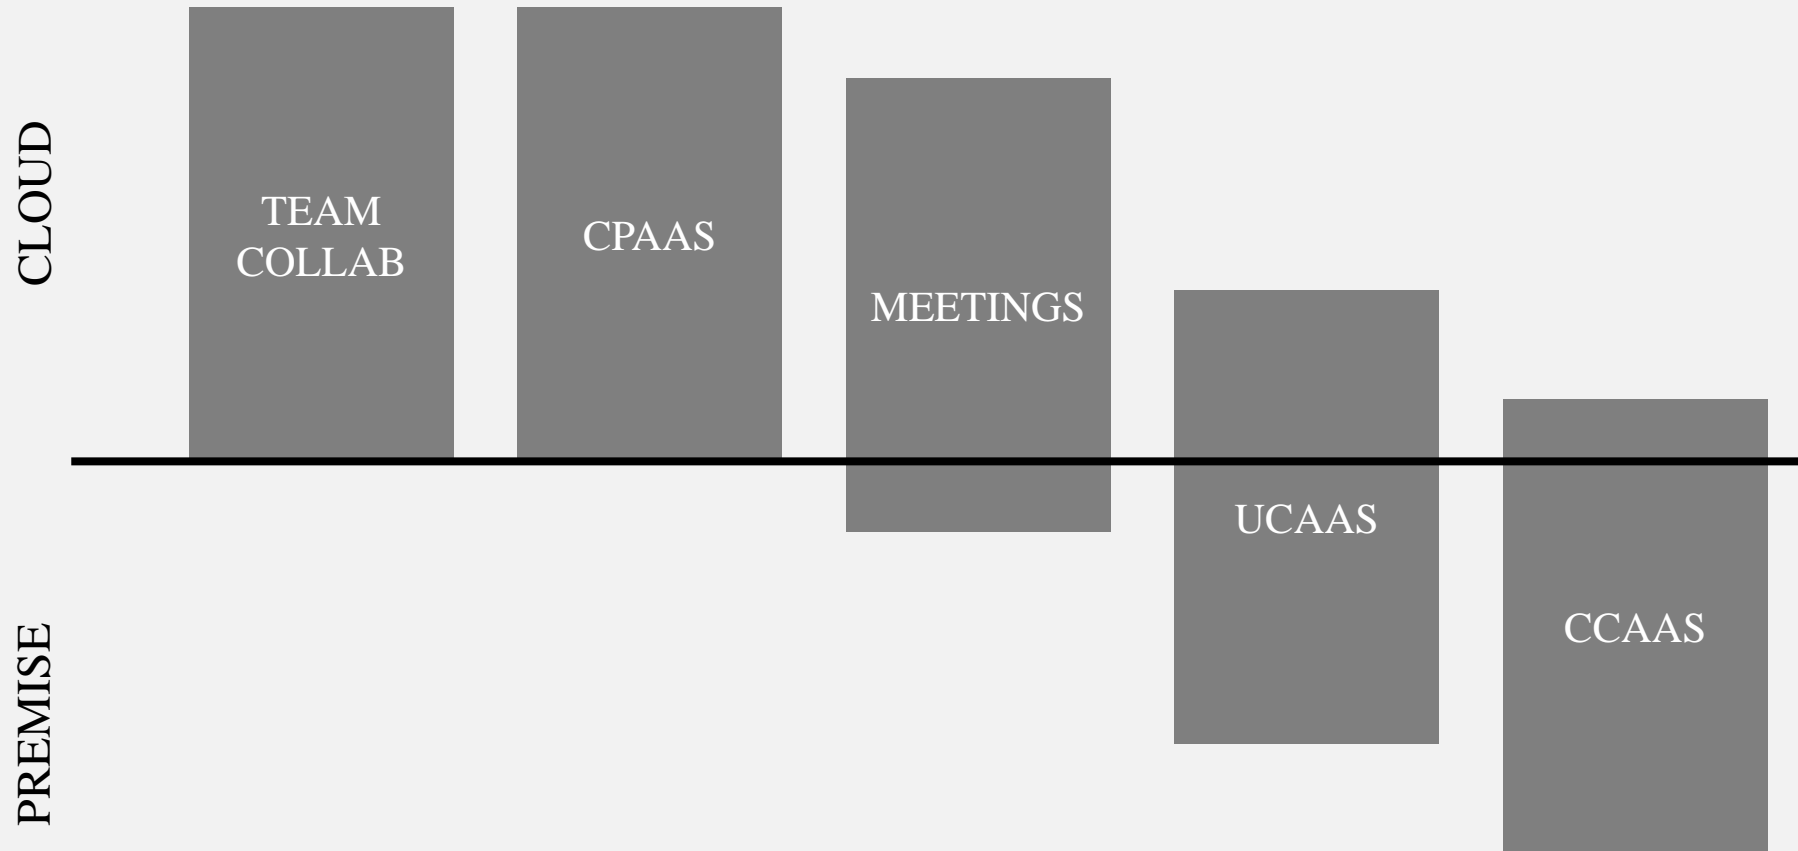 CLOUD
TEAM
COLLAB
CPAAS
MEETINGS
UCAAS
CCAAS
PREMISE